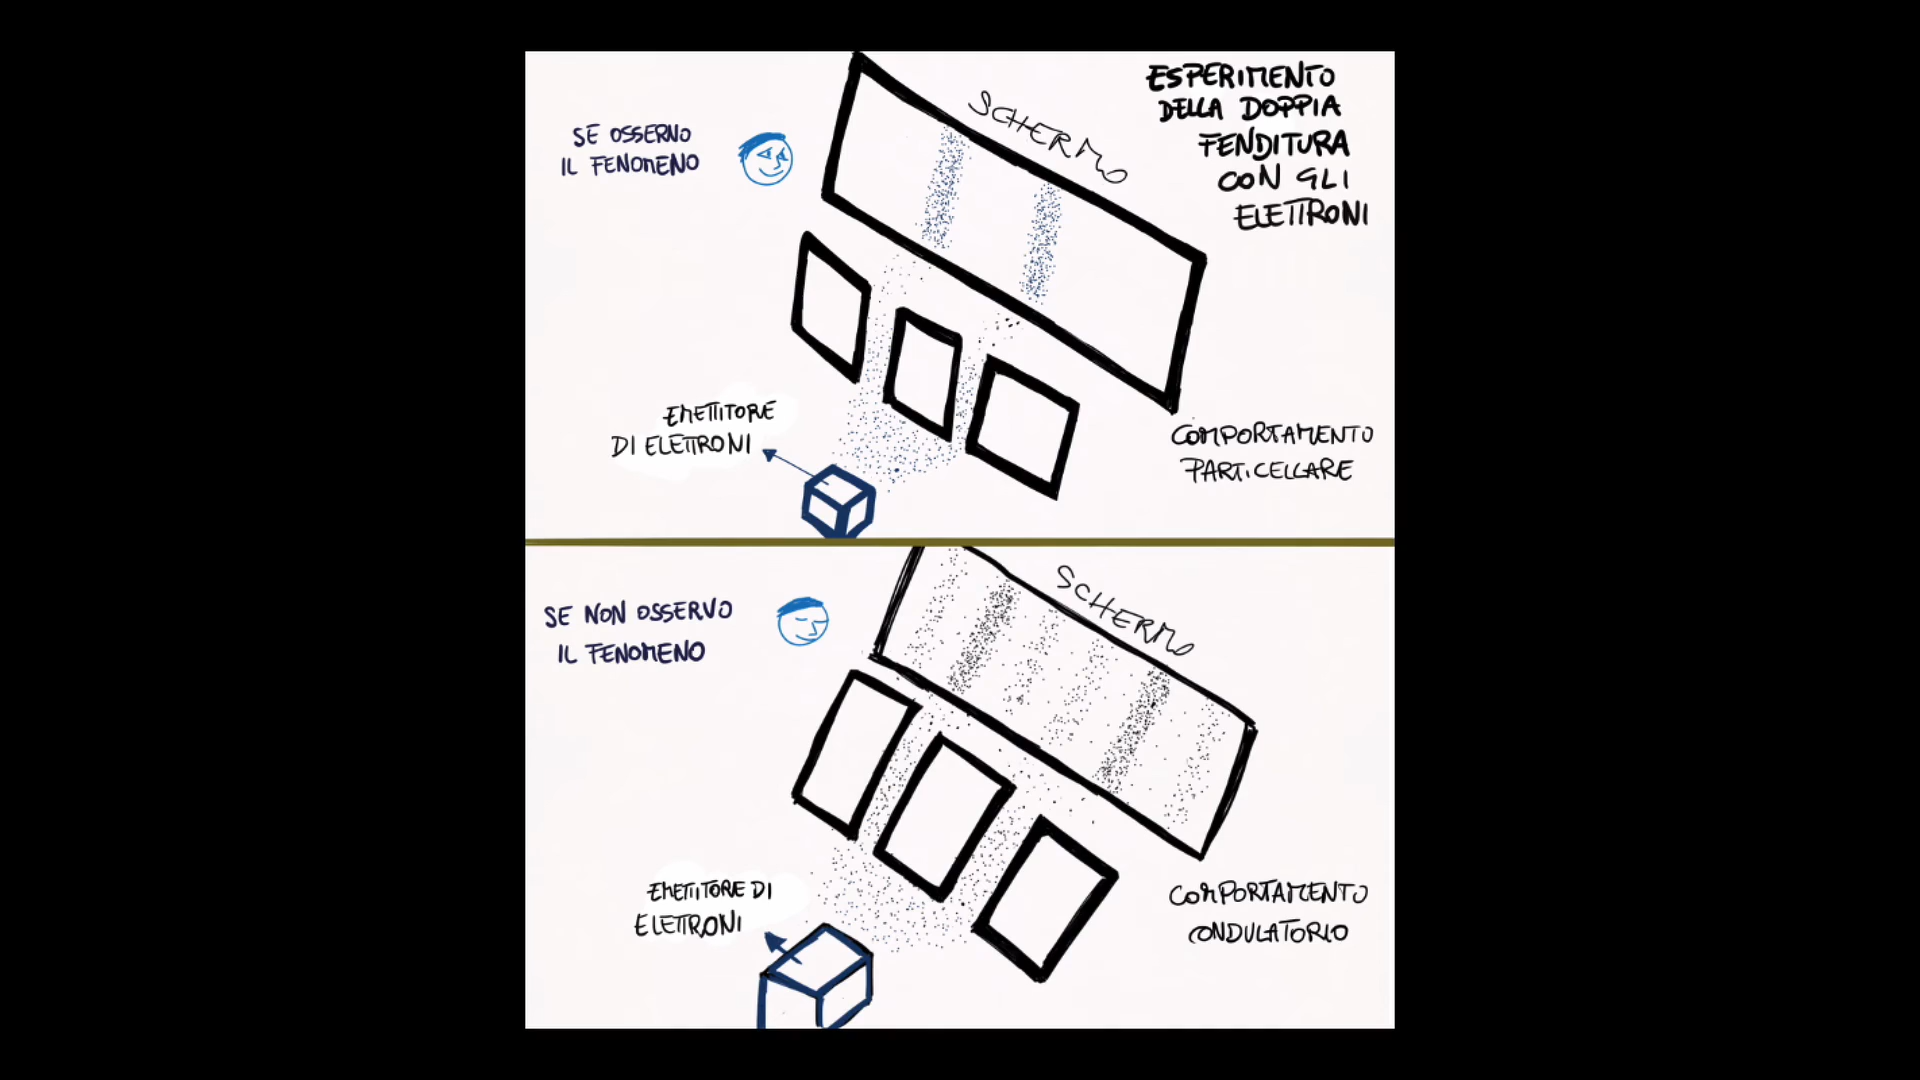 ESPERIMENTO
DELLA DOPPIA
FENDITURA
CON GLI
ELETTRONI
SE OSSERNO
IL FENOMENO
SCHERMO
EMETTITORE
DI ELETTRONI
COMPORTAMENTO
PARTICELLARE
SE NON OSSERVO
IL FENOMENO
SCHERMO
EMETTITORE DI
ELETTRONI
COMPORTAMENTO
ONDULATORIO